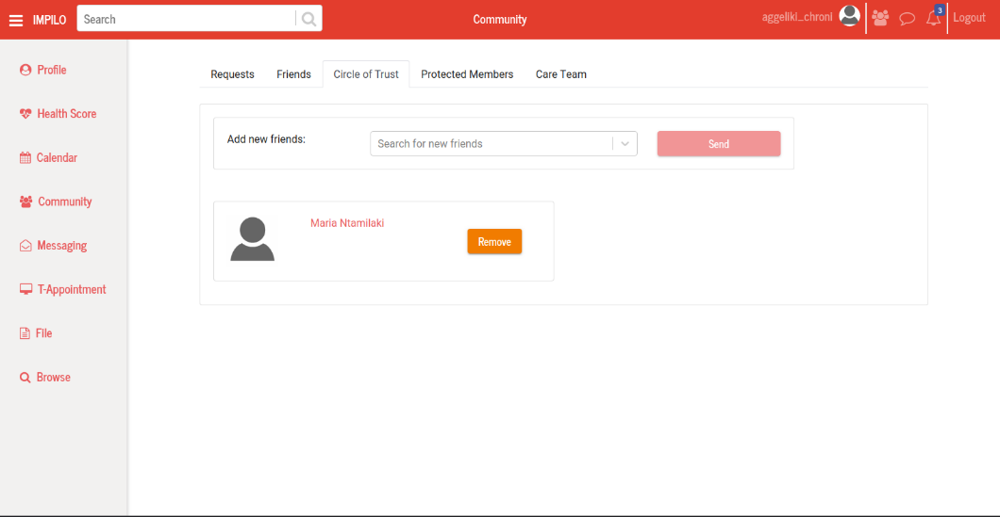 IMPILO
Search
Community
aggeliki_chroni
3
Logout
Profile
Health Score
Calendar
Community
Messaging
T-Appointment
File
Browse
Requests
Friends
Circle of Trust
Protected Members
Care Team
Add new friends:
Search for new friends
Send
Maria Ntamilaki
Remove